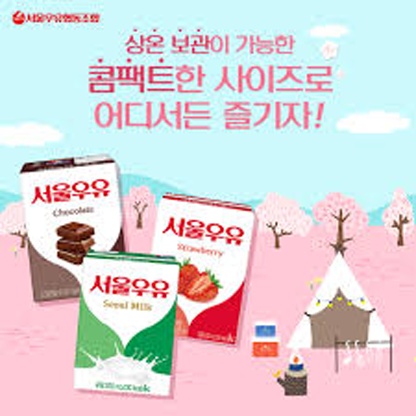 서울우유협동조합
상온 보관이 가능한
콤팩트한 사이즈로
어디서든 즐기자!
서울우유
Chocolate
서울우유
Strawberry
서울우유
Seoul Milk